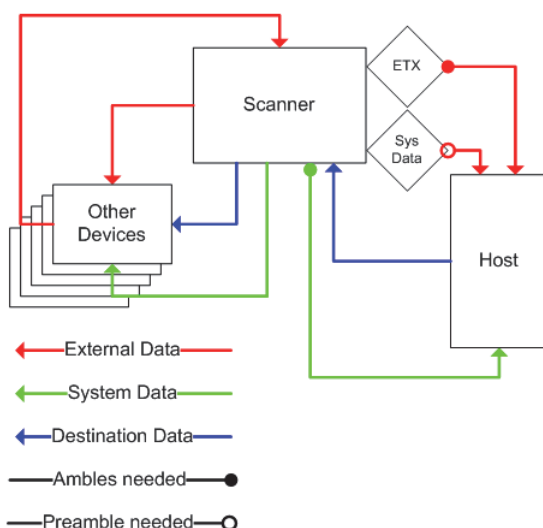 ETX
Scanner
Sys
Data
Other
Devices
Host
External Data
System Data
Destination Data
Ambles needed
Preamble needed